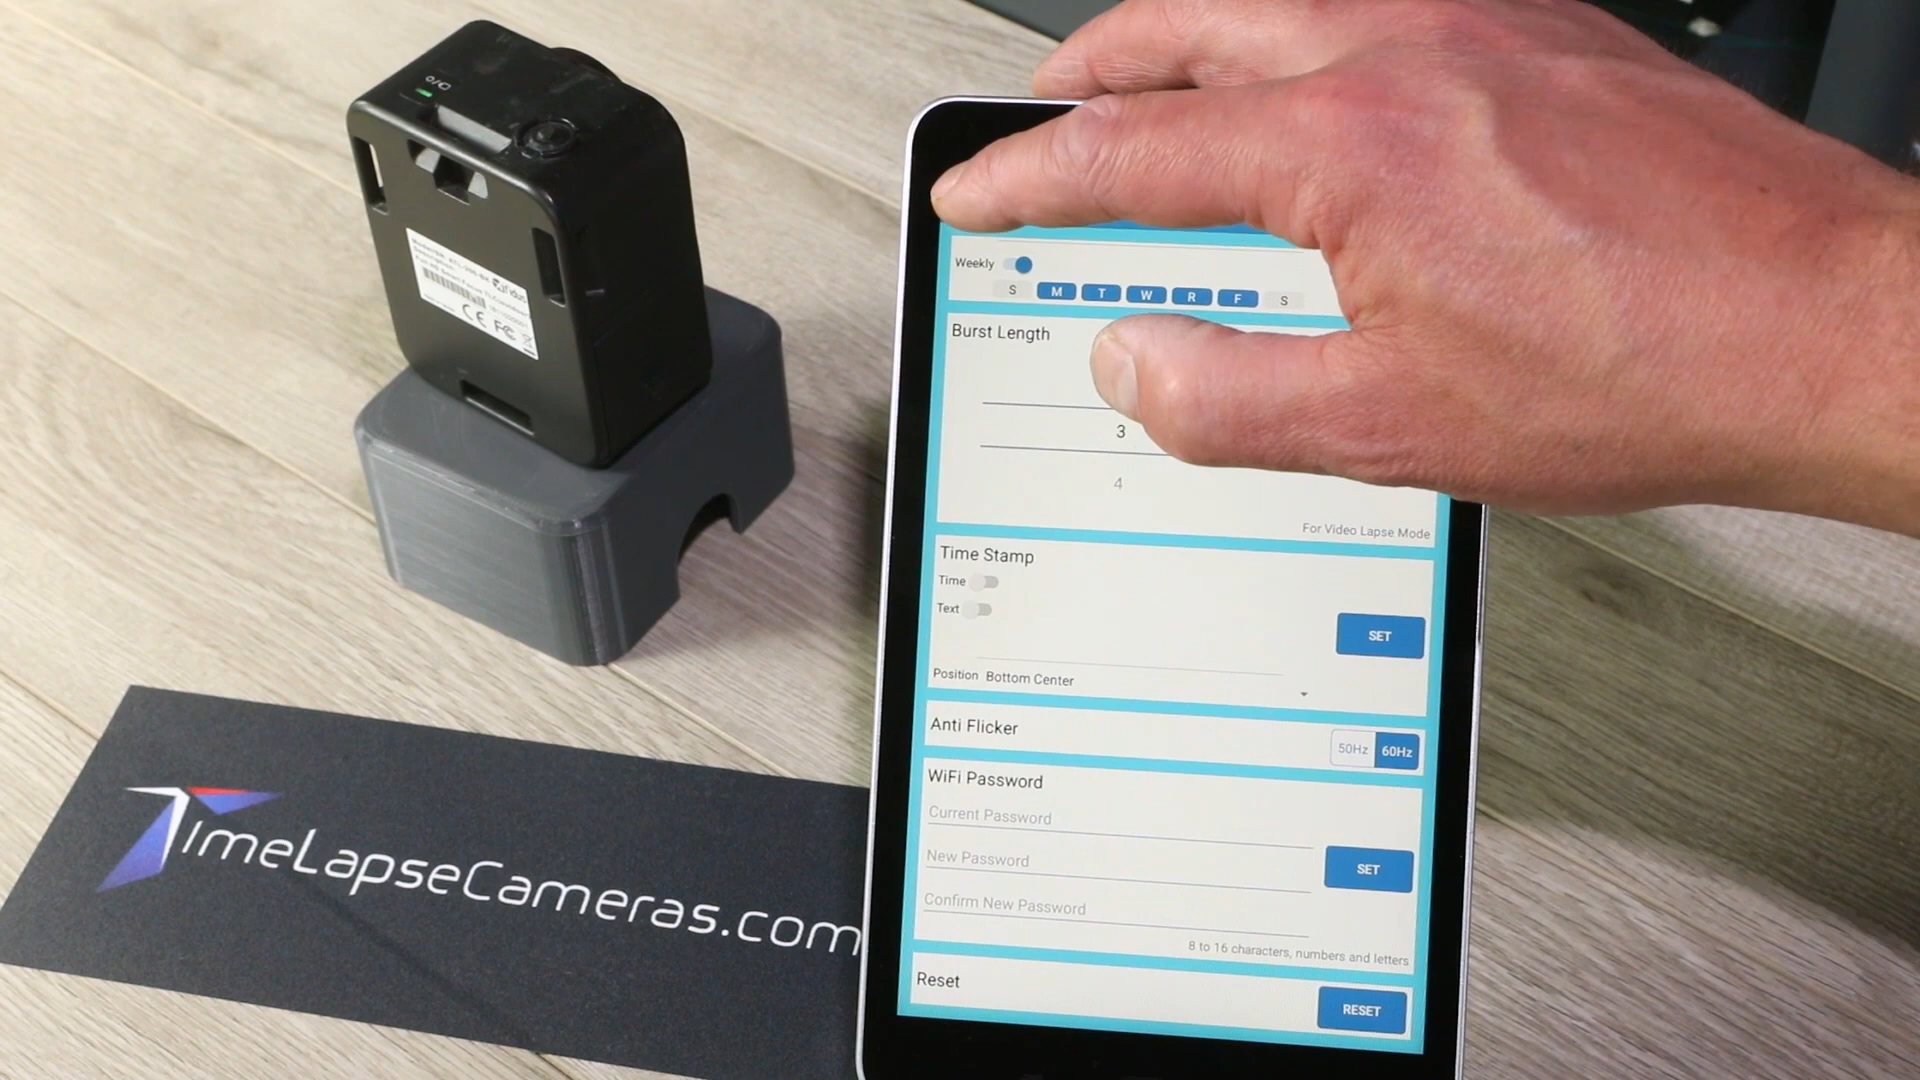 CE FC
TimeLapseCameras.com
Weekly
S M T W R F S
Burst Length
3
4
For Video Lapse Mode
Time Stamp
Time
Text
SET
Position Bottom Center
Anti Flicker
50Hz 60Hz
WiFi Password
Current Password
New Password
SET
Confirm New Password
8 to 16 characters, numbers and letters
Reset
RESET